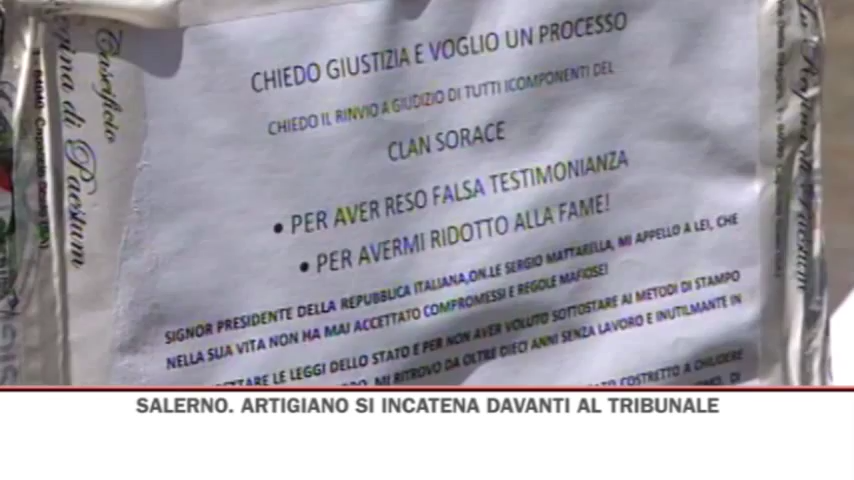 CHIEDO GIUSTIZIA E VOGLIO UN PROCESSO
CHIEDO IL RINVIO A GIUDIZIO DI TUTTI ICOMPONENTI DEL
CLAN SORACE
• PER AVER RESO FALSA TESTIMONIANZA
• PER AVERMI RIDOTTO ALLA FAME!
SIGNOR PRESIDENTE DELLA REPUBBLICA ITALIANA,ON.LE SERGIO MATTARELLA, MI APPELLO A LEI, CHE
NELLA SUA VITA NON HA MAI ACCETTATO COMPROMESSI E REGOLE MAFIOSE!
LE LEGGI DELLO STATO E PER NON AVER VOLUTO SOTTOSTARE AI METODI DI STAMPO
MI RITROVO DA OLTRE DIECI ANNI SENZA LAVORO E INUTILMANTE IN
COSTRETTO A CHIUDERE
Caseificio
di Paestum
84040
SALERNO. ARTIGIANO SI INCATENA DAVANTI AL TRIBUNALE